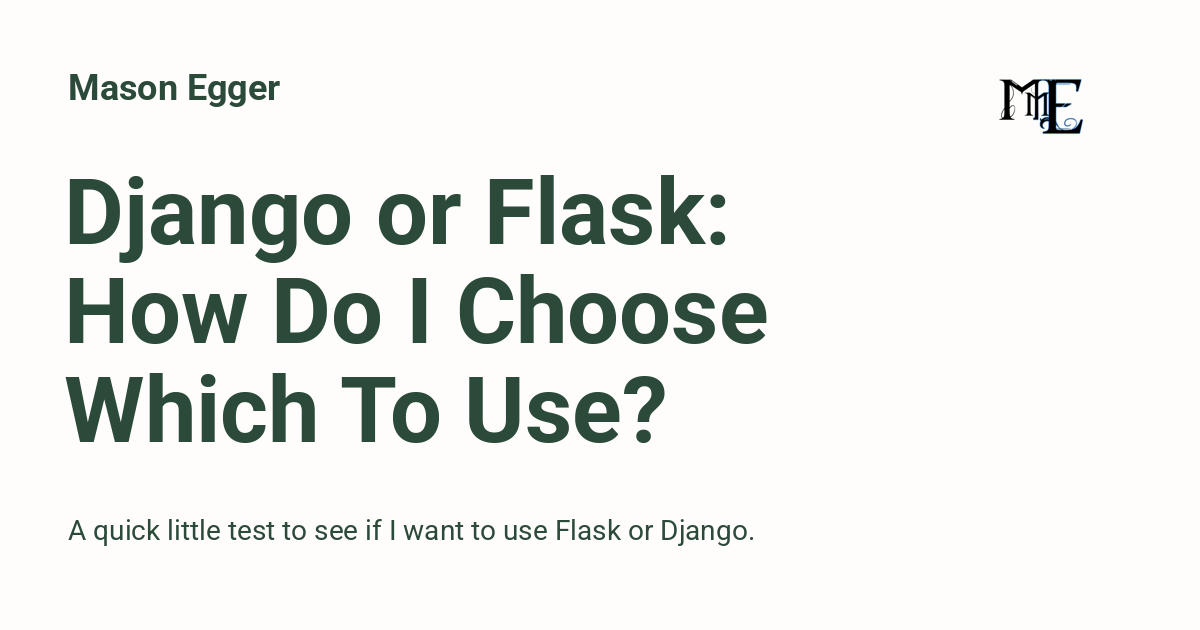 Mason Egger
MmE
Django or Flask:
How Do I Choose
Which To Use?
A quick little test to see if I want to use Flask or Django.